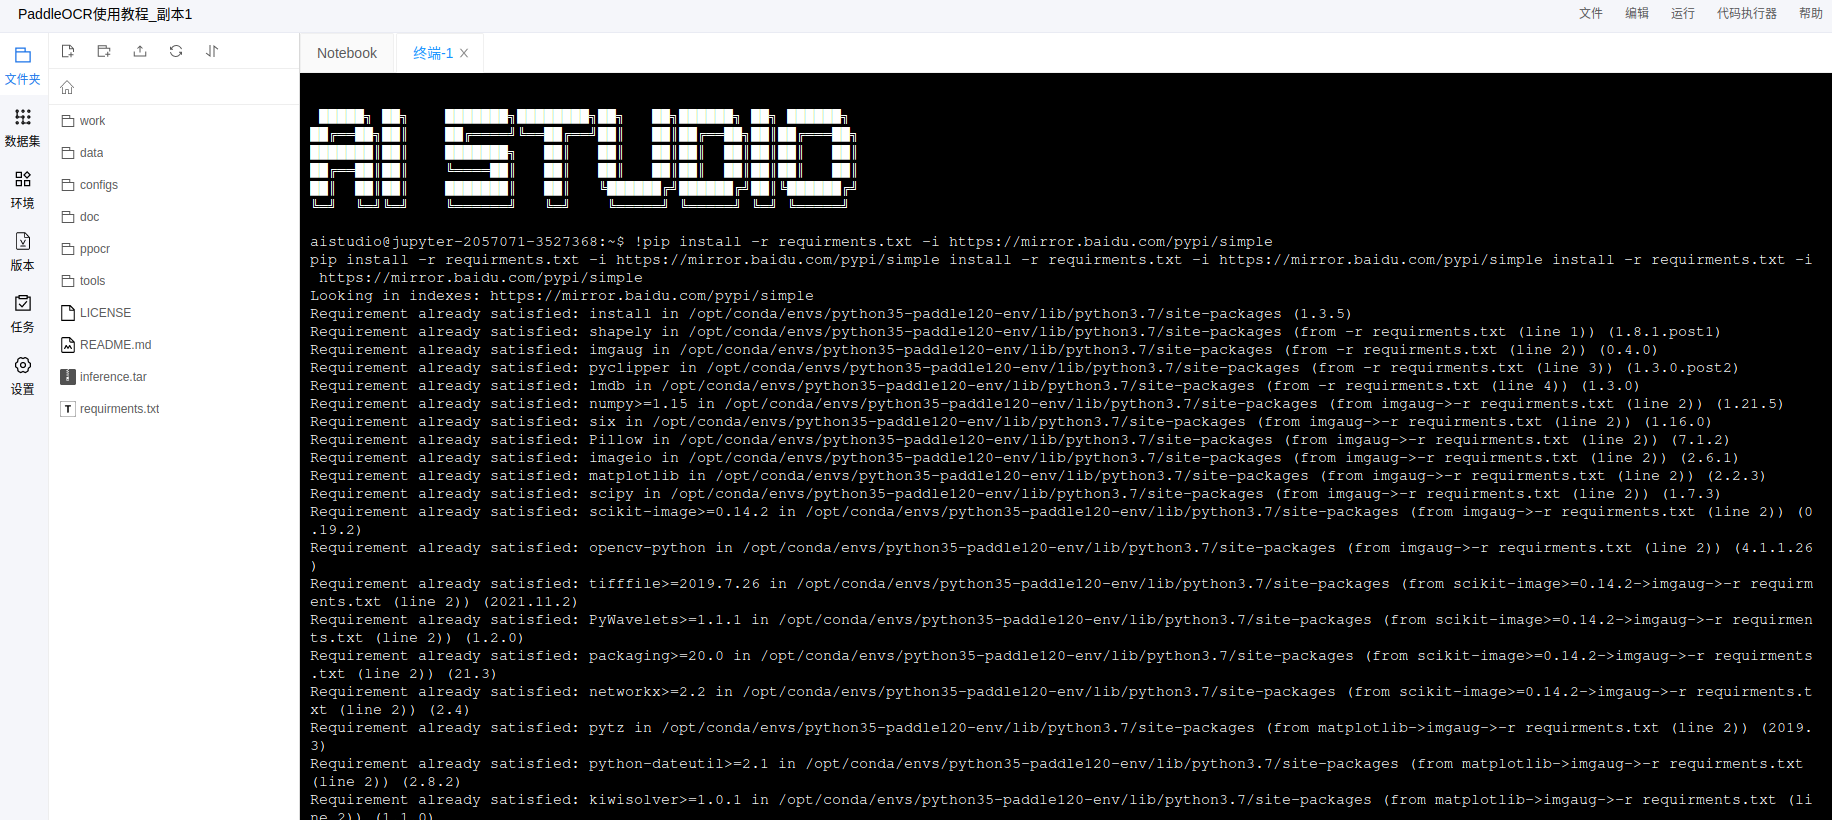 PaddleOCR使用教程_副本1
文件 编辑 运行 代码执行器 帮助
Notebook 终端-1
文件夹
数据集
环境
版本
任务
设置
work
data
configs
doc
ppocr
tools
LICENSE
README.md
inference.tar
requirments.txt
AI STUDIO
aistudio@jupyter-2057071-3527368:~$ !pip install -r requirments.txt -i https://mirror.baidu.com/pypi/simple
pip install -r requirments.txt -i https://mirror.baidu.com/pypi/simple install -r requirments.txt -i https://mirror.baidu.com/pypi/simple install -r requirments.txt -i
https://mirror.baidu.com/pypi/simple
Looking in indexes: https://mirror.baidu.com/pypi/simple
Requirement already satisfied: install in /opt/conda/envs/python35-paddle120-env/lib/python3.7/site-packages (1.3.5)
Requirement already satisfied: shapely in /opt/conda/envs/python35-paddle120-env/lib/python3.7/site-packages (from -r requirments.txt (line 1)) (1.8.1.post1)
Requirement already satisfied: imgaug in /opt/conda/envs/python35-paddle120-env/lib/python3.7/site-packages (from -r requirments.txt (line 2)) (0.4.0)
Requirement already satisfied: pyclipper in /opt/conda/envs/python35-paddle120-env/lib/python3.7/site-packages (from -r requirments.txt (line 3)) (1.3.0.post2)
Requirement already satisfied: lmdb in /opt/conda/envs/python35-paddle120-env/lib/python3.7/site-packages (from -r requirments.txt (line 4)) (1.3.0)
Requirement already satisfied: numpy>=1.15 in /opt/conda/envs/python35-paddle120-env/lib/python3.7/site-packages (from imgaug->-r requirments.txt (line 2)) (1.21.5)
Requirement already satisfied: six in /opt/conda/envs/python35-paddle120-env/lib/python3.7/site-packages (from imgaug->-r requirments.txt (line 2)) (1.16.0)
Requirement already satisfied: Pillow in /opt/conda/envs/python35-paddle120-env/lib/python3.7/site-packages (from imgaug->-r requirments.txt (line 2)) (7.1.2)
Requirement already satisfied: imageio in /opt/conda/envs/python35-paddle120-env/lib/python3.7/site-packages (from imgaug->-r requirments.txt (line 2)) (2.6.1)
Requirement already satisfied: matplotlib in /opt/conda/envs/python35-paddle120-env/lib/python3.7/site-packages (from imgaug->-r requirments.txt (line 2)) (2.2.3)
Requirement already satisfied: scipy in /opt/conda/envs/python35-paddle120-env/lib/python3.7/site-packages (from imgaug->-r requirments.txt (line 2)) (1.7.3)
Requirement already satisfied: scikit-image>=0.14.2 in /opt/conda/envs/python35-paddle120-env/lib/python3.7/site-packages (from imgaug->-r requirments.txt (line 2)) (0
.19.2)
Requirement already satisfied: opencv-python in /opt/conda/envs/python35-paddle120-env/lib/python3.7/site-packages (from imgaug->-r requirments.txt (line 2)) (4.1.1.26
)
Requirement already satisfied: tifffile>=2019.7.26 in /opt/conda/envs/python35-paddle120-env/lib/python3.7/site-packages (from scikit-image>=0.14.2->imgaug->-r requirm
ents.txt (line 2)) (2021.11.2)
Requirement already satisfied: PyWavelets>=1.1.1 in /opt/conda/envs/python35-paddle120-env/lib/python3.7/site-packages (from scikit-image>=0.14.2->imgaug->-r requirmen
ts.txt (line 2)) (1.2.0)
Requirement already satisfied: packaging>=20.0 in /opt/conda/envs/python35-paddle120-env/lib/python3.7/site-packages (from scikit-image>=0.14.2->imgaug->-r requirments
.txt (line 2)) (21.3)
Requirement already satisfied: networkx>=2.2 in /opt/conda/envs/python35-paddle120-env/lib/python3.7/site-packages (from scikit-image>=0.14.2->imgaug->-r requirments.t
xt (line 2)) (2.4)
Requirement already satisfied: pytz in /opt/conda/envs/python35-paddle120-env/lib/python3.7/site-packages (from matplotlib->imgaug->-r requirments.txt (line 2)) (2019.
3)
Requirement already satisfied: python-dateutil>=2.1 in /opt/conda/envs/python35-paddle120-env/lib/python3.7/site-packages (from matplotlib->imgaug->-r requirments.txt
(line 2)) (2.8.2)
Requirement already satisfied: kiwisolver>=1.0.1 in /opt/conda/envs/python35-paddle120-env/lib/python3.7/site-packages (from matplotlib->imgaug->-r requirments.txt (li
ne 2)) (1.1.0)